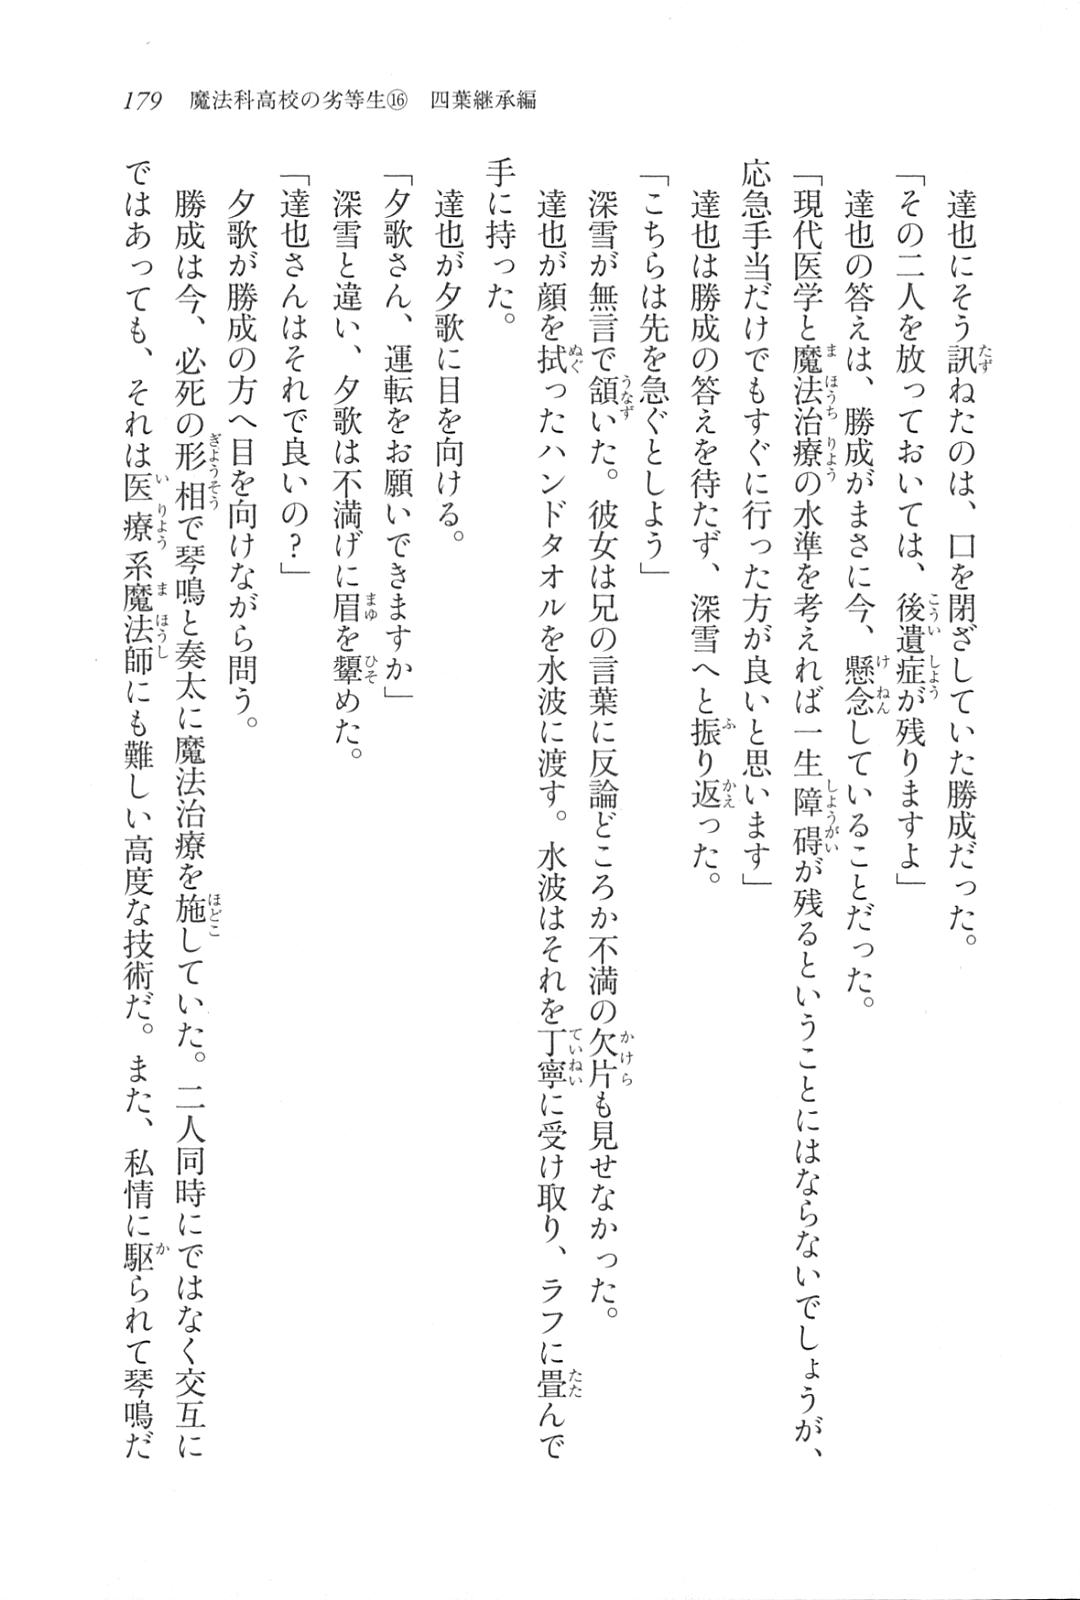 179 魔法科高校の劣等生⑯ 四葉継承編
達也にそう訊ねたのは、口を閉ざしていた勝成だった。
「その二人を放っておいては、後遺症が残りますよ」
達也の答えは、勝成がまさに今、懸念していることだった。
「現代医学と魔法治療の水準を考えれば一生障碍が残るということにはならないでしょうが、
応急手当だけでもすぐに行った方が良いと思います」
達也は勝成の答えを待たず、深雪へと振り返った。
「こちらは先を急ぐとしよう」
深雪が無言で頷いた。彼女は兄の言葉に反論どころか不満の欠片も見せなかった。
達也が顔を拭ったハンドタオルを水波に渡す。水波はそれを丁寧に受け取り、ラフに畳んで
手に持った。
達也が夕歌に目を向ける。
「夕歌さん、運転をお願いできますか」
深雪と違い、夕歌は不満げに眉を顰めた。
「達也さんはそれで良いの？」
夕歌が勝成の方へ目を向けながら問う。
勝成は今、必死の形相で琴鳴と奏太に魔法治療を施していた。二人同時にではなく交互に
ではあっても、それは医療系魔法師にも難しい高度な技術だ。また、私情に駆られて琴鳴だ